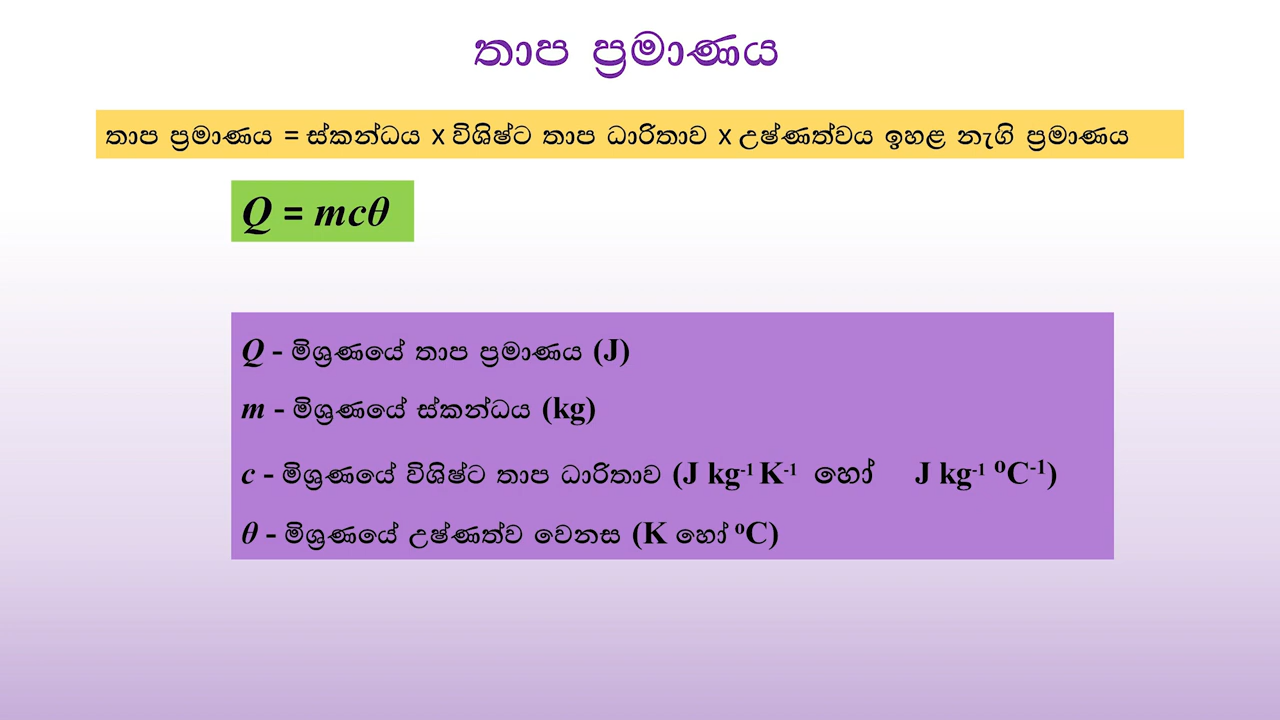 තාප ප්‍රමාණය
තාප ප්‍රමාණය = ස්කන්ධය x විශිෂ්ට තාප ධාරිතාව x උෂ්ණත්වය ඉහළ නැගි ප්‍රමාණය
Q = mcθ
Q - මිශ්‍රණයේ තාප ප්‍රමාණය (J)
m - මිශ්‍රණයේ ස්කන්ධය (kg)
c - මිශ්‍රණයේ විශිෂ්ට තාප ධාරිතාව (J kg⁻¹ K⁻¹ හෝ J kg⁻¹ ⁰C⁻¹)
θ - මිශ්‍රණයේ උෂ්ණත්ව වෙනස (K හෝ ⁰C)